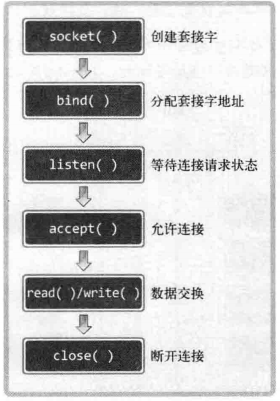 socket( ) 创建套接字
bind( ) 分配套接字地址
listen( ) 等待连接请求状态
accept( ) 允许连接
read( )/write( ) 数据交换
close( ) 断开连接